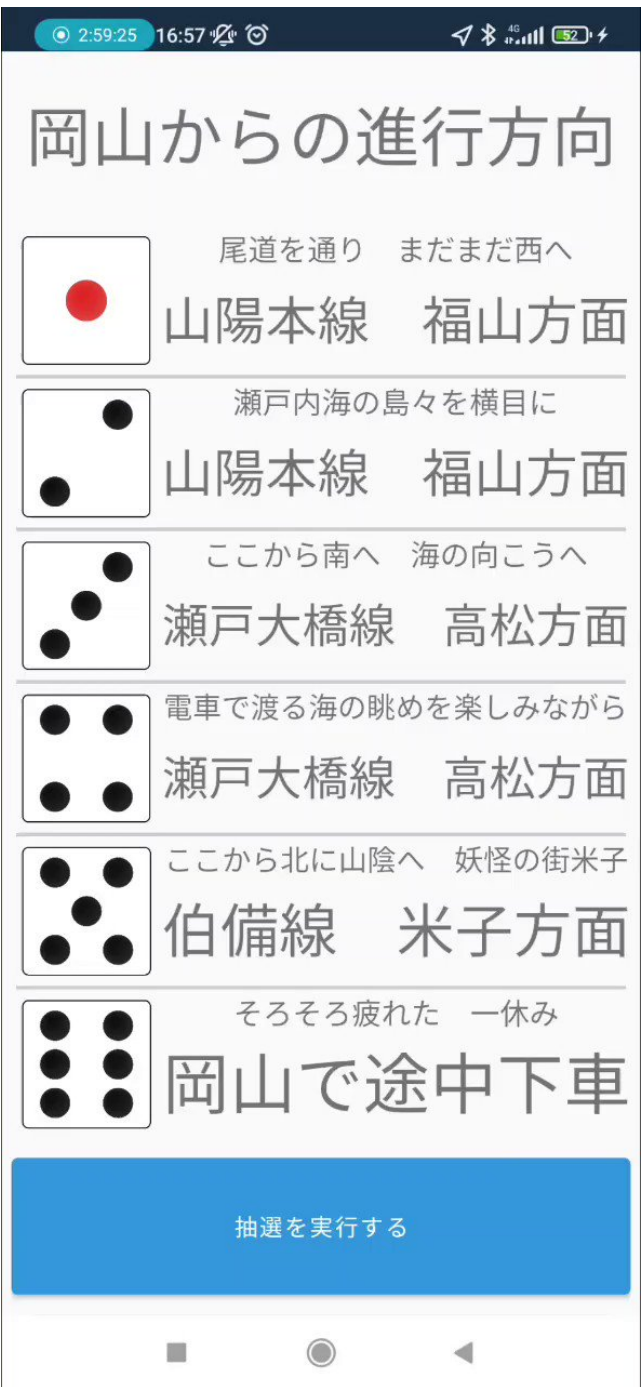 2:59:25 16:57 4G 52
岡山からの進行方向
尾道を通り　まだまだ西へ
山陽本線　福山方面
瀬戸内海の島々を横目に
山陽本線　福山方面
ここから南へ　海の向こうへ
瀬戸大橋線　高松方面
電車で渡る海の眺めを楽しみながら
瀬戸大橋線　高松方面
ここから北に山陰へ　妖怪の街米子
伯備線　米子方面
そろそろ疲れた　一休み
岡山で途中下車
抽選を実行する